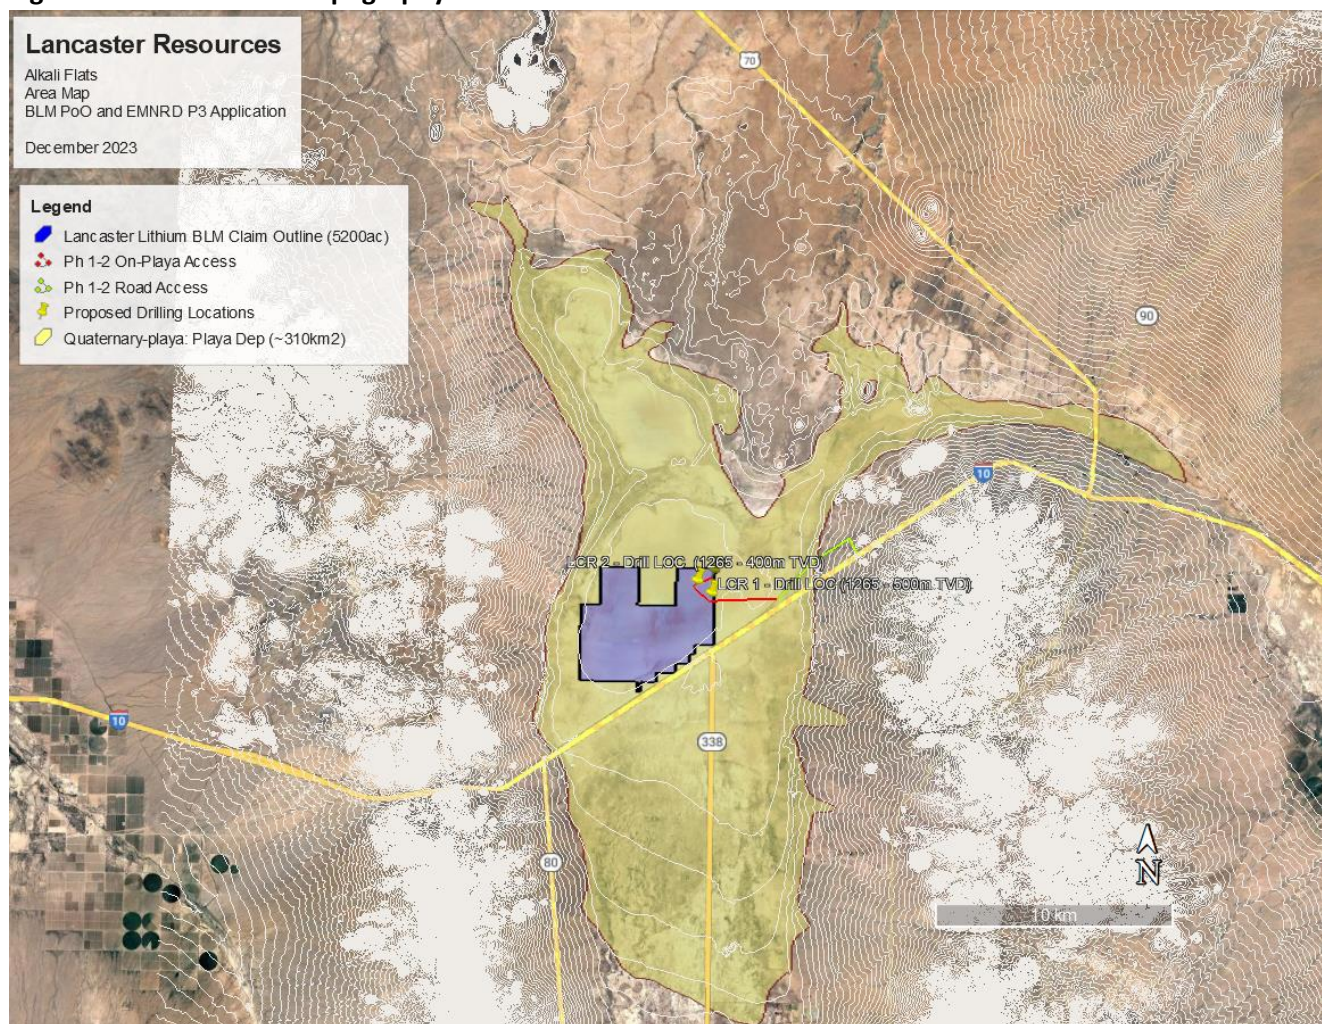 Lancaster Resources
Alkali Flats
Area Map
BLM PoO and EMNRD P3 Application
December 2023
Legend
Lancaster Lithium BLM Claim Outline (5200ac)
Ph 1-2 On-Playa Access
Ph 1-2 Road Access
Proposed Drilling Locations
Quaternary-playa: Playa Dep (~310km2)
70
90
10
LCR 2 - Drill LOC (1265 - 400m TVD)
LCR 1 - Drill LOC (1265 - 500m TVD)
10
338
80
N
10 km